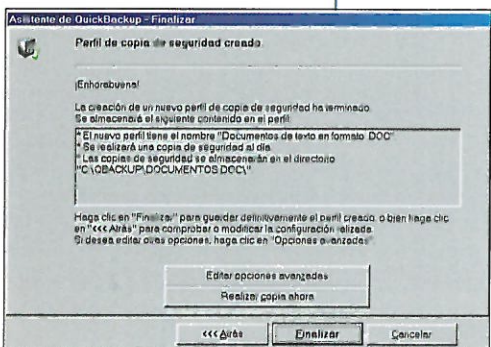 Asistente de QuickBackup - Finalizar
Perfil de copia de seguridad creado.
¡Enhorabuena!
La creación de un nuevo perfil de copia de seguridad ha terminado.
Se almacenará el siguiente contenido en el perfil:
* El nuevo perfil tiene el nombre "Documentos de texto en formato .DOC"
* Se realizará una copia de seguridad al día.
* Las copias de seguridad se almacenarán en el directorio
"C:\QBACKUP\DOCUMENTOS DOC\"
Haga clic en "Finalizar" para guardar definitivamente el perfil creado, o bien haga clic
en "<<< Atrás" para comprobar o modificar la configuración relizada.
Si desea editar otras opciones, haga clic en "Opciones avanzadas".
Editar opciones avanzadas
Realizar copia ahora
<<< Atrás
Finalizar
Cancelar